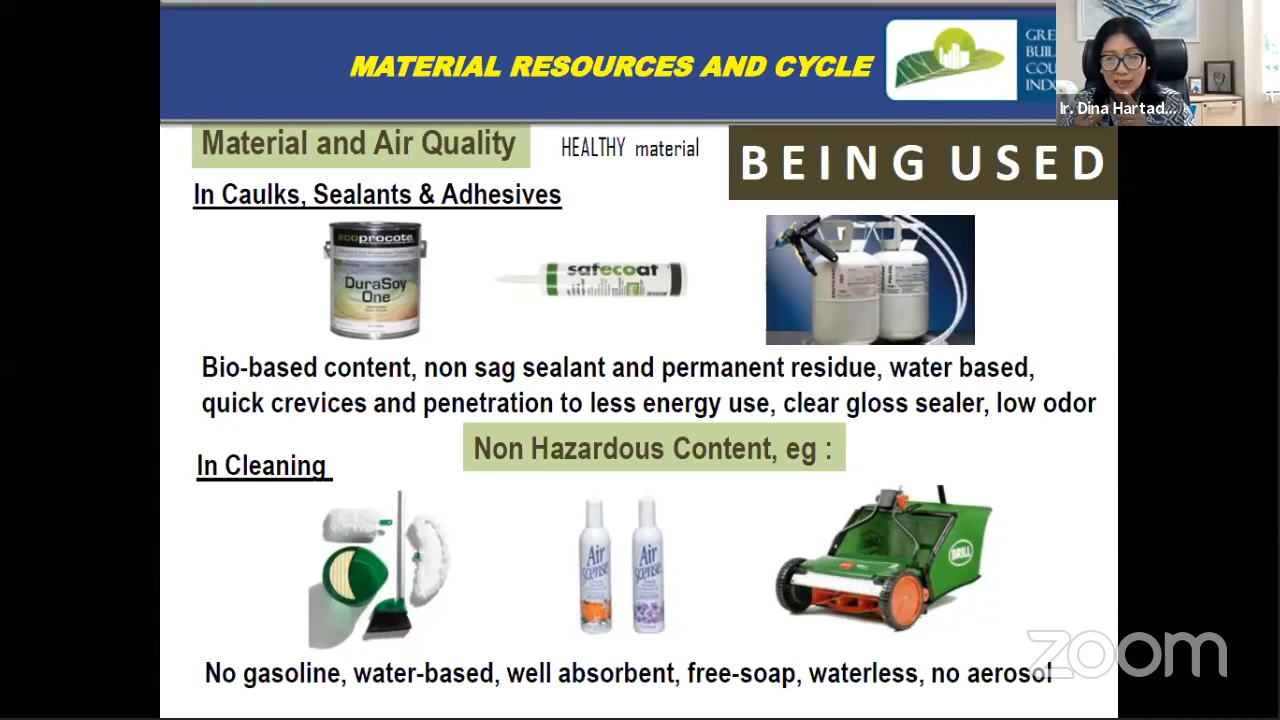 MATERIAL RESOURCES AND CYCLE
Ir. Dina Hartad...
Material and Air Quality
HEALTHY material
BEING USED
In Caulks, Sealants & Adhesives
ecoprocote
DuraSoy
One
safecoat
Bio-based content, non sag sealant and permanent residue, water based,
quick crevices and penetration to less energy use, clear gloss sealer, low odor
Non Hazardous Content, eg :
In Cleaning
Air
Scense
Air
Scense
BRILL
zoom
No gasoline, water-based, well absorbent, free-soap, waterless, no aerosol